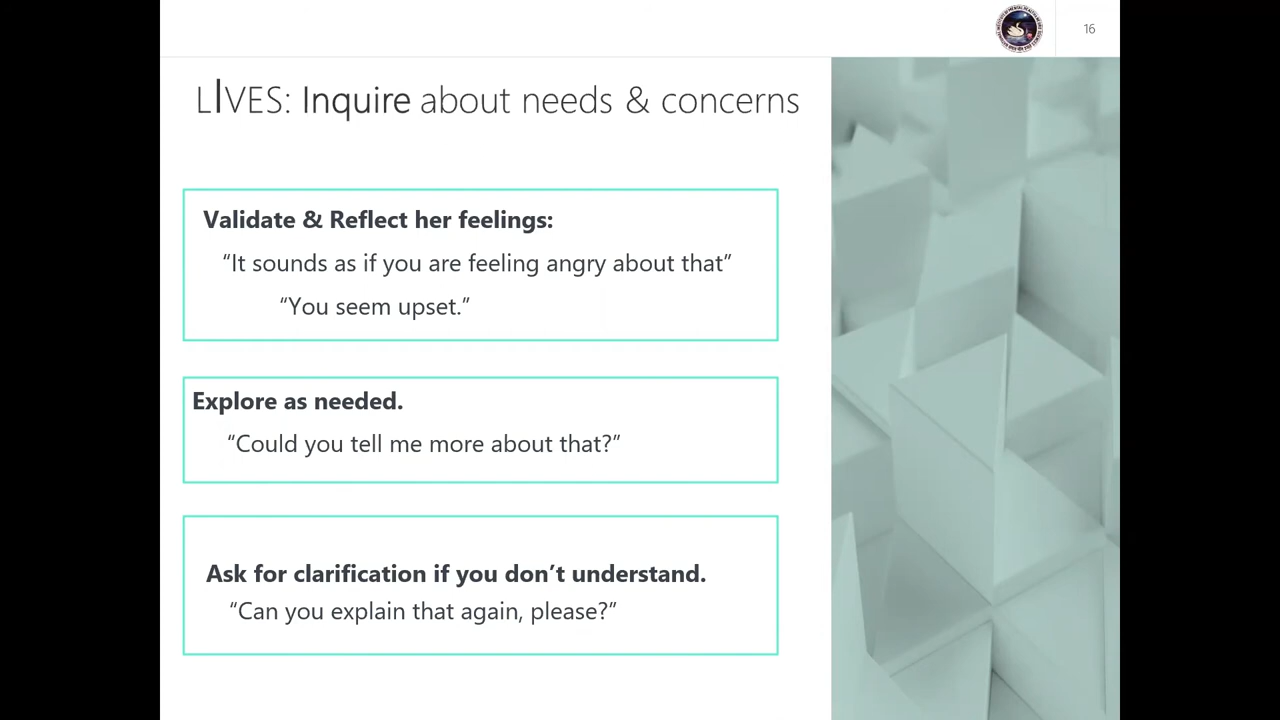 16
LIVES: Inquire about needs & concerns
Validate & Reflect her feelings:
“It sounds as if you are feeling angry about that”
“You seem upset.”
Explore as needed.
“Could you tell me more about that?”
Ask for clarification if you don’t understand.
“Can you explain that again, please?”